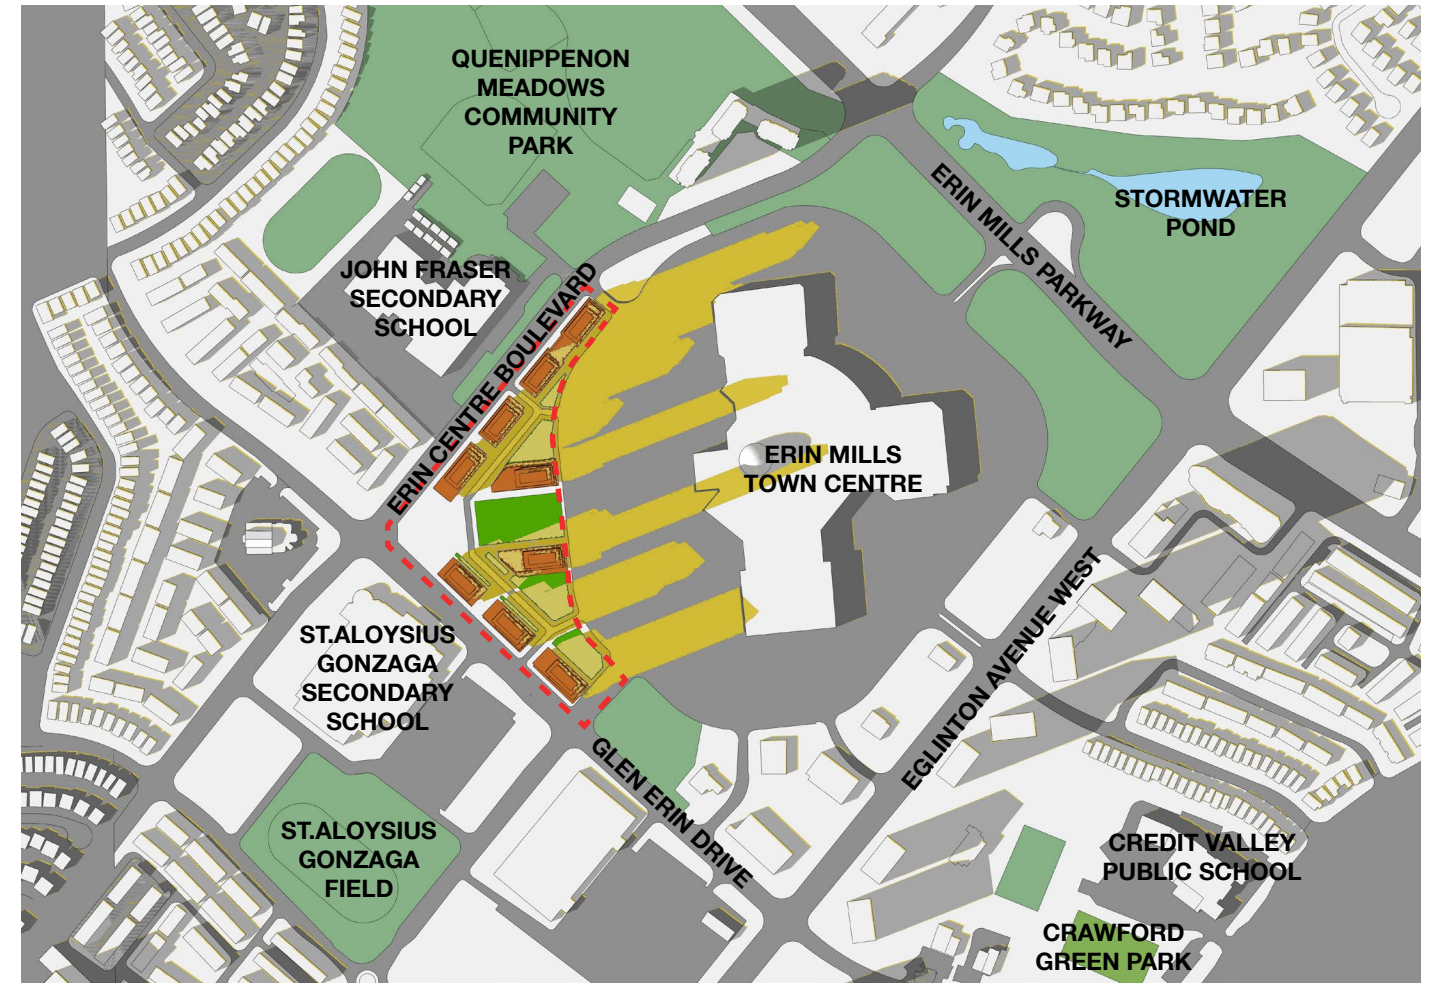 QUENIPPENON
MEADOWS
COMMUNITY
PARK
ERIN MILLS PARKWAY
STORMWATER
POND
JOHN FRASER
SECONDARY
SCHOOL
ERIN CENTRE BOULEVARD
ERIN MILLS
TOWN CENTRE
ST.ALOYSIUS
GONZAGA
SECONDARY
SCHOOL
EGLINTON AVENUE WEST
GLEN ERIN DRIVE
ST.ALOYSIUS
GONZAGA
FIELD
CREDIT VALLEY
PUBLIC SCHOOL
CRAWFORD
GREEN PARK